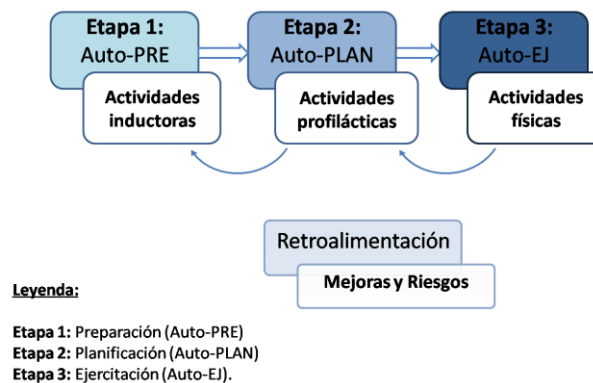 Etapa 1:
Auto-PRE
Actividades
inductoras
Etapa 2:
Auto-PLAN
Actividades
profilácticas
Etapa 3:
Auto-EJ
Actividades
físicas
Retroalimentación
Mejoras y Riesgos
Leyenda:
Etapa 1: Preparación (Auto-PRE)
Etapa 2: Planificación (Auto-PLAN)
Etapa 3: Ejercitación (Auto-EJ).